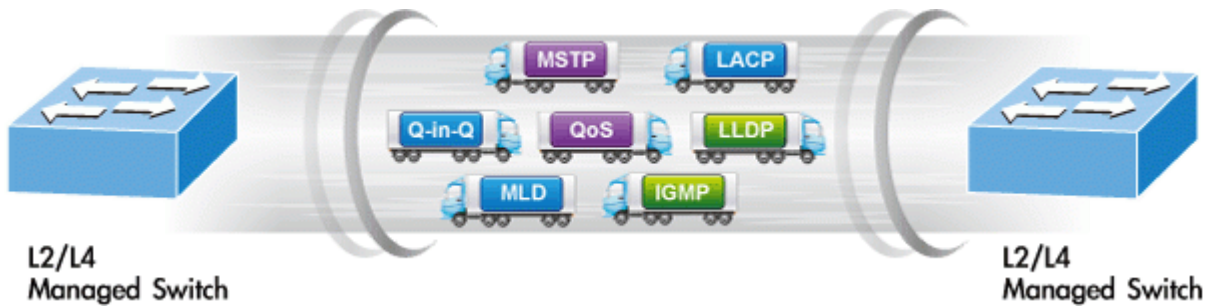 MSTP
LACP
Q-in-Q
QoS
LLDP
MLD
IGMP
L2/L4
Managed Switch
L2/L4
Managed Switch